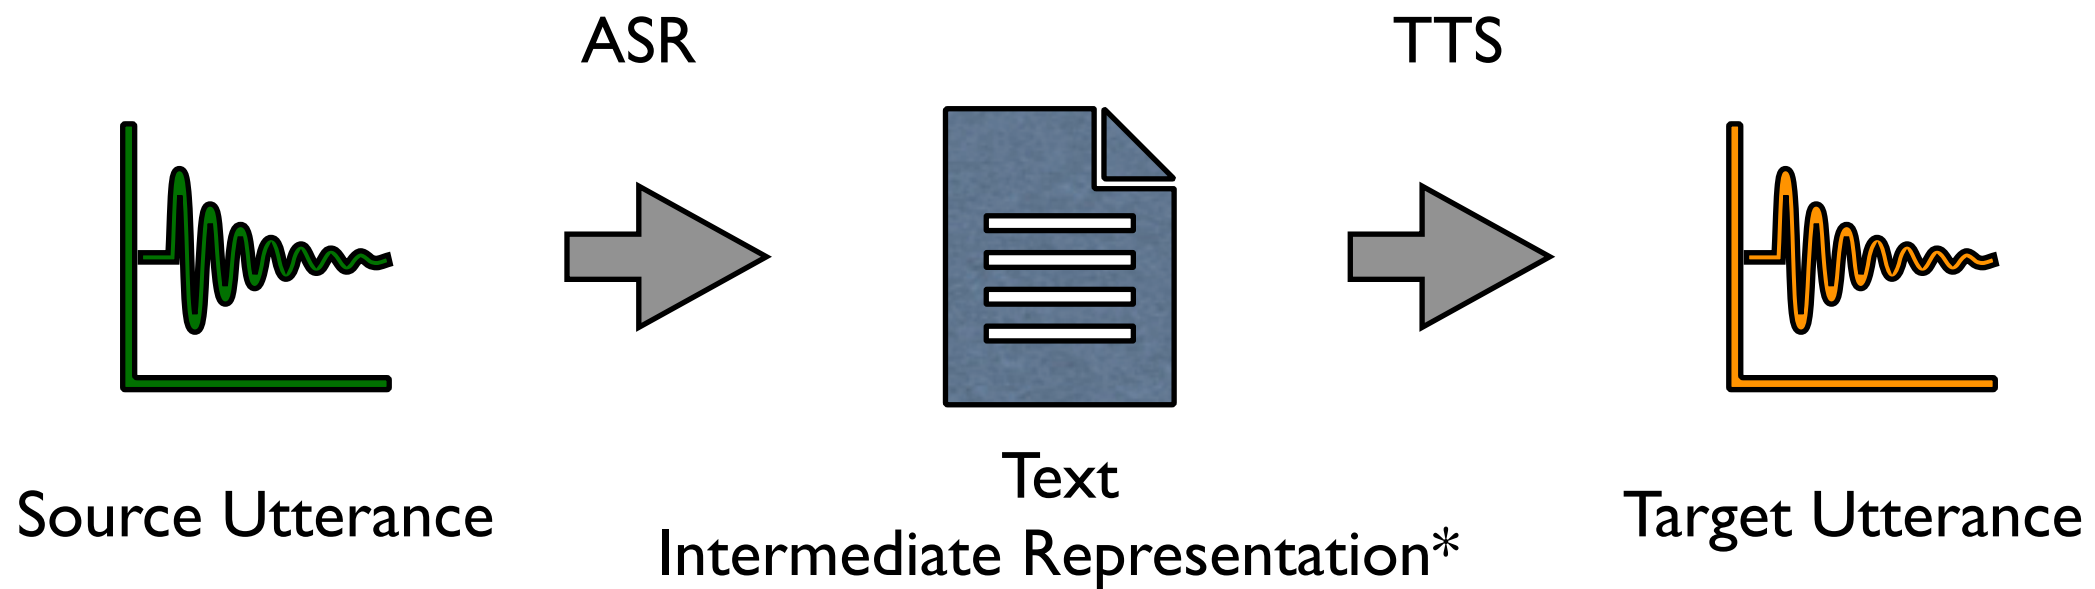 ASR
TTS
Source Utterance
Text
Intermediate Representation*
Target Utterance